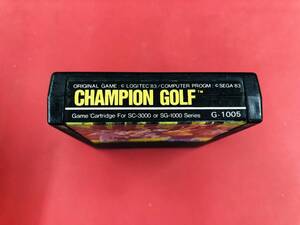 ORIGINAL GAME © LOGITEC'83/COMPUTER PROGM: © SEGA'83
CHAMPION GOLF™
Game Cartridge For SC-3000 or SG-1000 Series G-1005